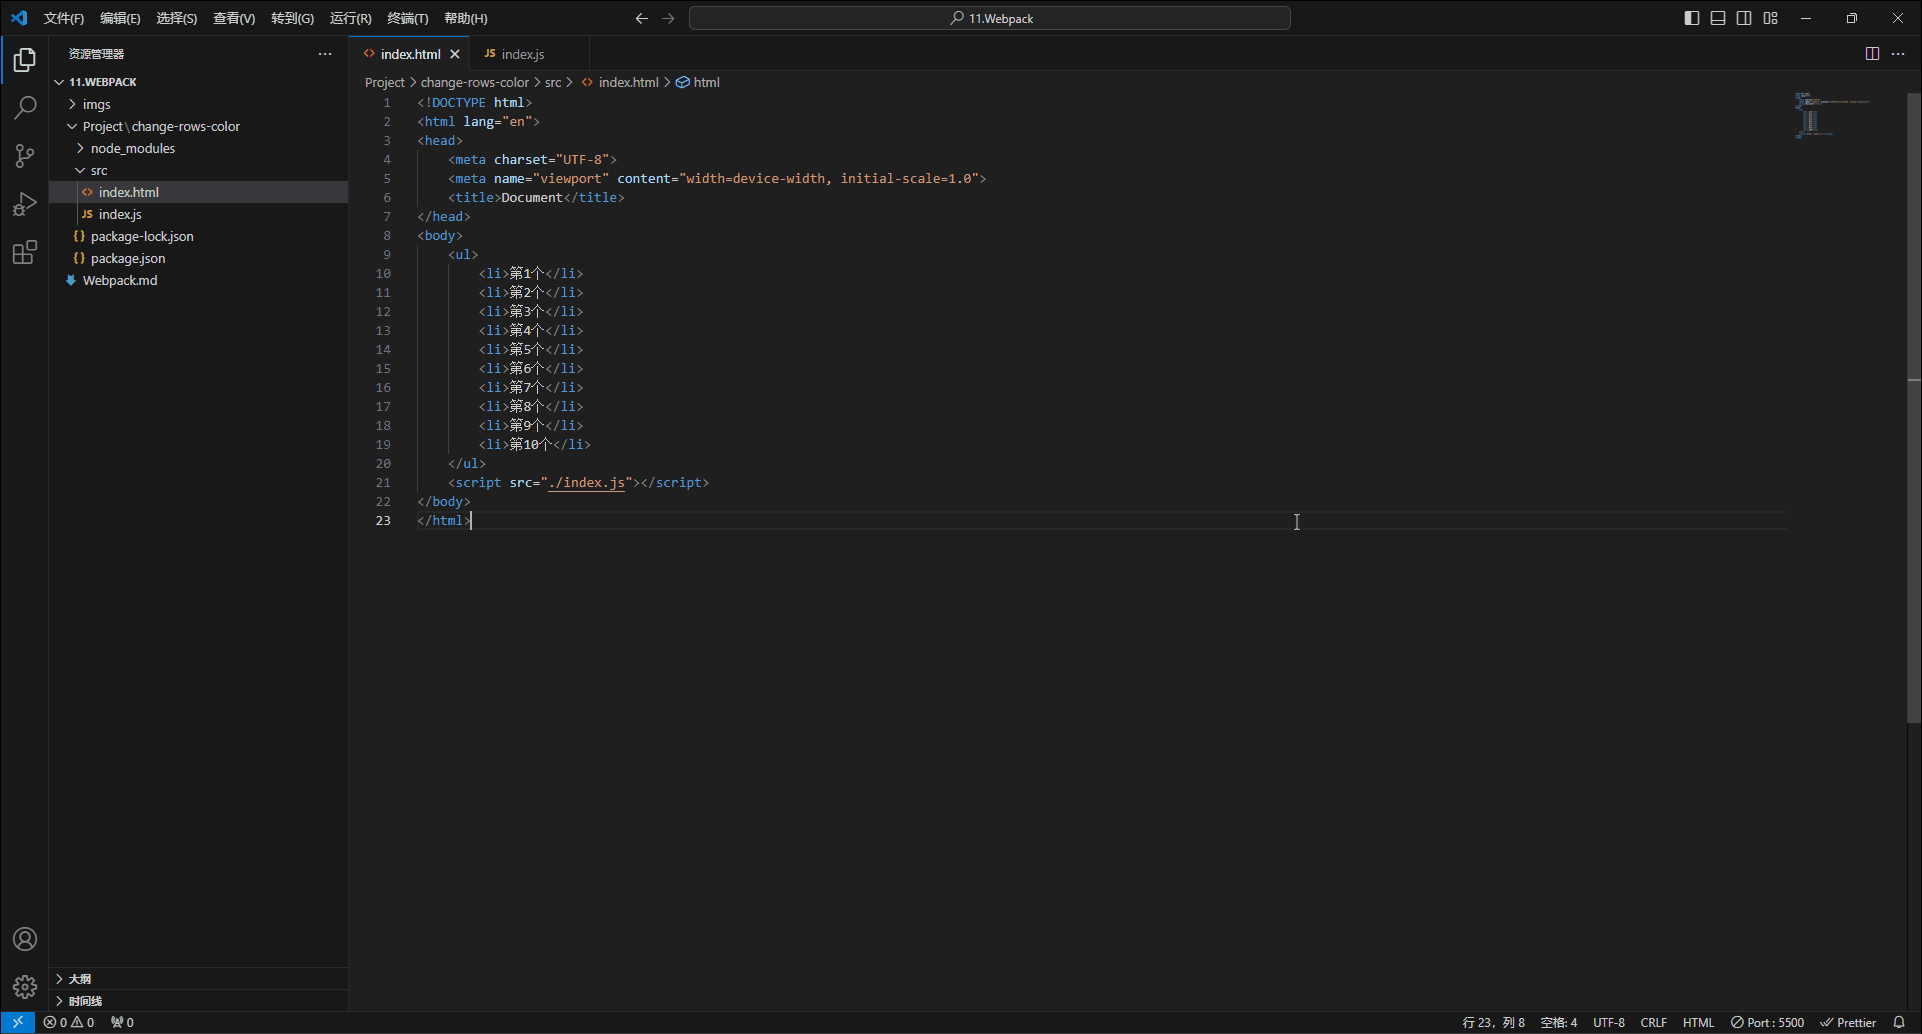 文件(F) 编辑(E) 选择(S) 查看(V) 转到(G) 运行(R) 终端(T) 帮助(H)
11.Webpack
资源管理器
11.WEBPACK
imgs
Project\change-rows-color
node_modules
src
index.html
index.js
package-lock.json
package.json
Webpack.md
大纲
时间线
index.html
JS index.js
Project > change-rows-color > src > index.html > html
1 <!DOCTYPE html>
2 <html lang="en">
3 <head>
4 <meta charset="UTF-8">
5 <meta name="viewport" content="width=device-width, initial-scale=1.0">
6 <title>Document</title>
7 </head>
8 <body>
9 <ul>
10 <li>第1个</li>
11 <li>第2个</li>
12 <li>第3个</li>
13 <li>第4个</li>
14 <li>第5个</li>
15 <li>第6个</li>
16 <li>第7个</li>
17 <li>第8个</li>
18 <li>第9个</li>
19 <li>第10个</li>
20 </ul>
21 <script src="./index.js"></script>
22 </body>
23 </html>
0 0 0
行 23，列 8 空格: 4 UTF-8 CRLF HTML Port : 5500 Prettier